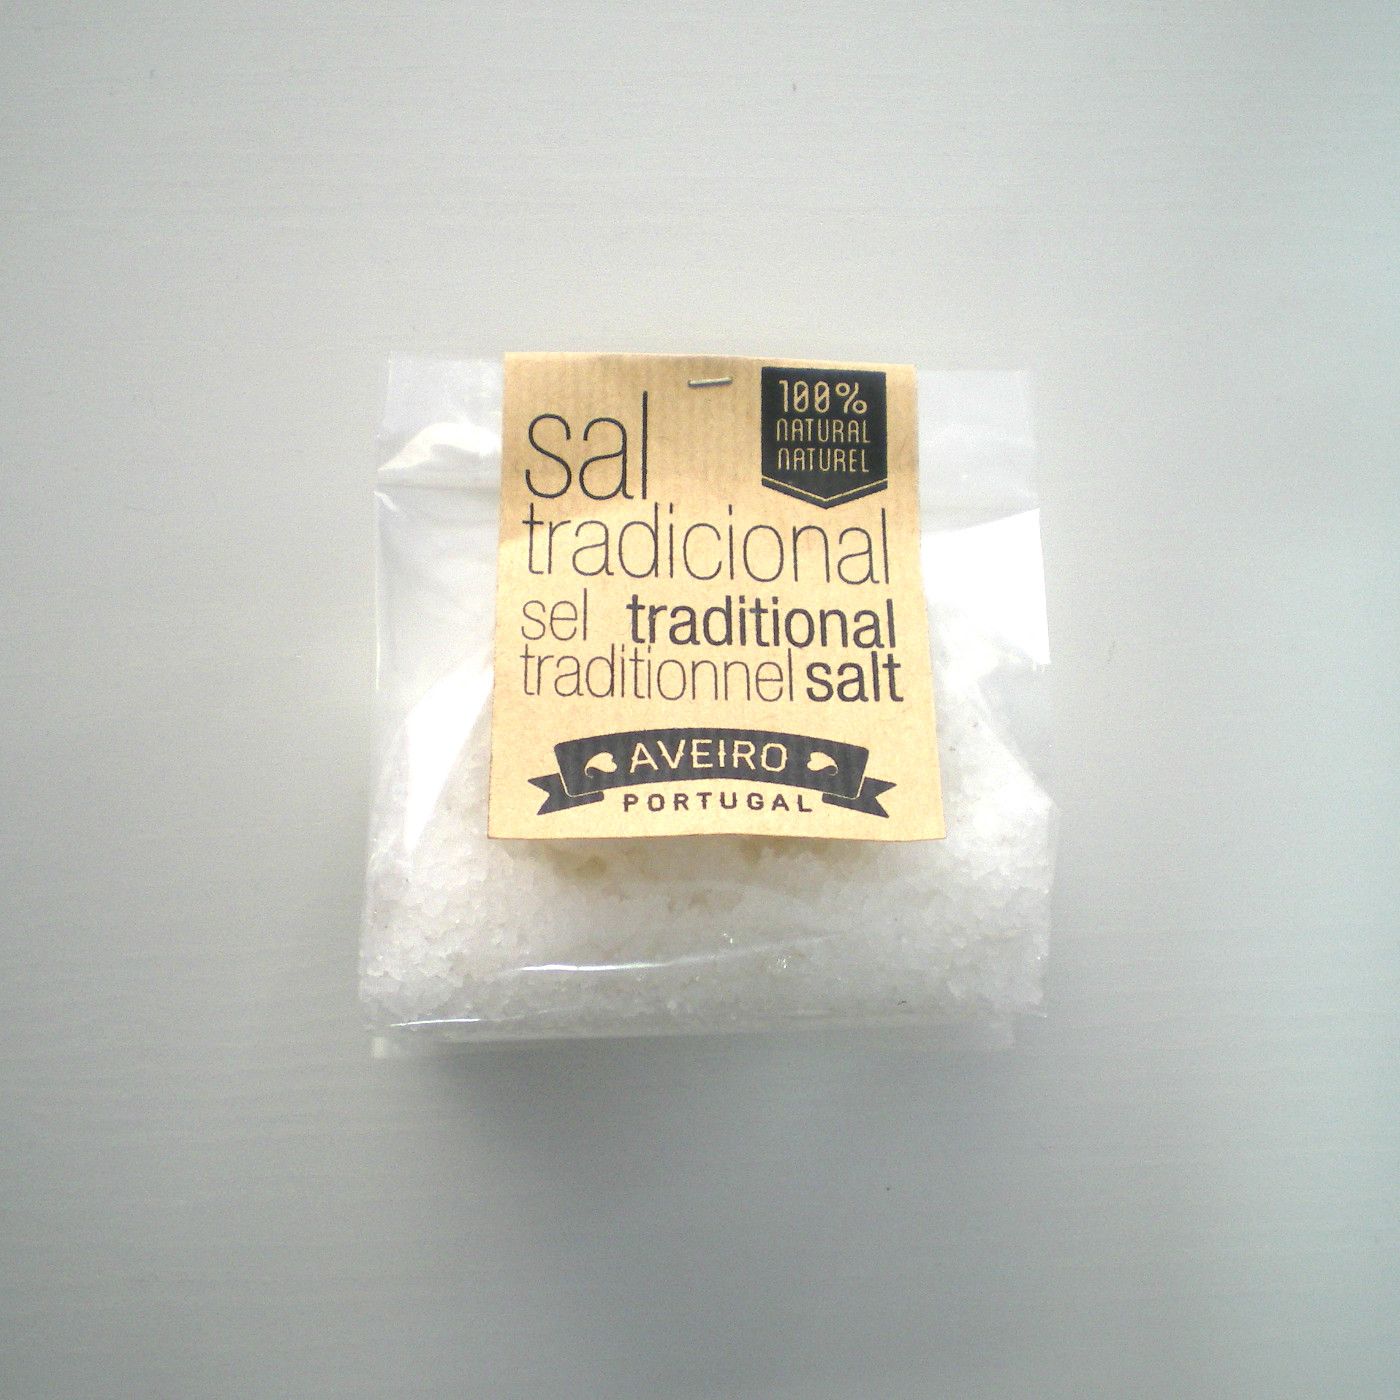 100%
NATURAL
NATUREL
sal
tradicional
sel traditional
traditionnel salt
AVEIRO
PORTUGAL